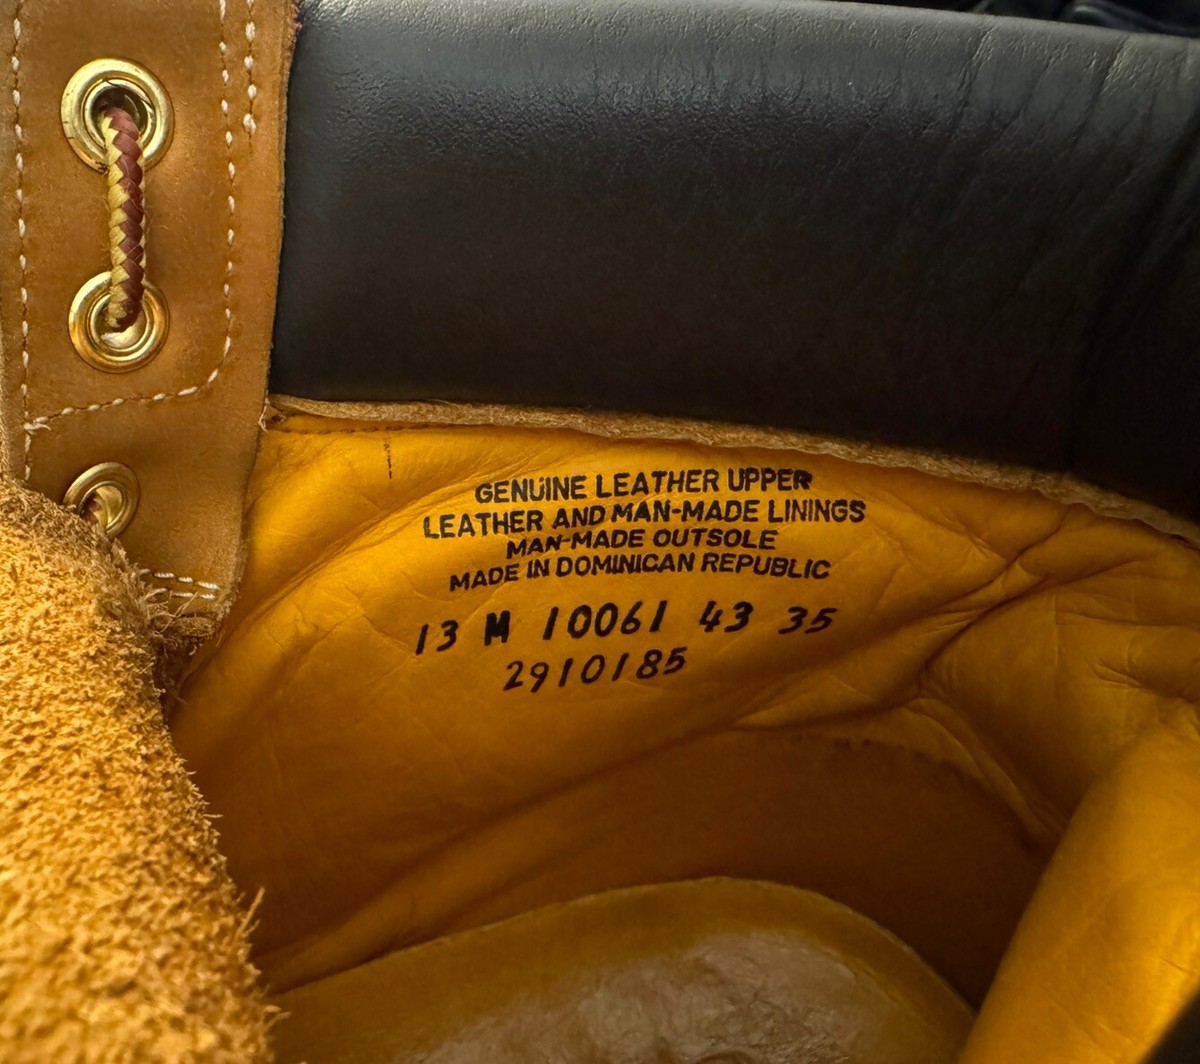 GENUINE LEATHER UPPER
LEATHER AND MAN-MADE LININGS
MAN-MADE OUTSOLE
MADE IN DOMINICAN REPUBLIC
13 M 10061 43 35
2910185